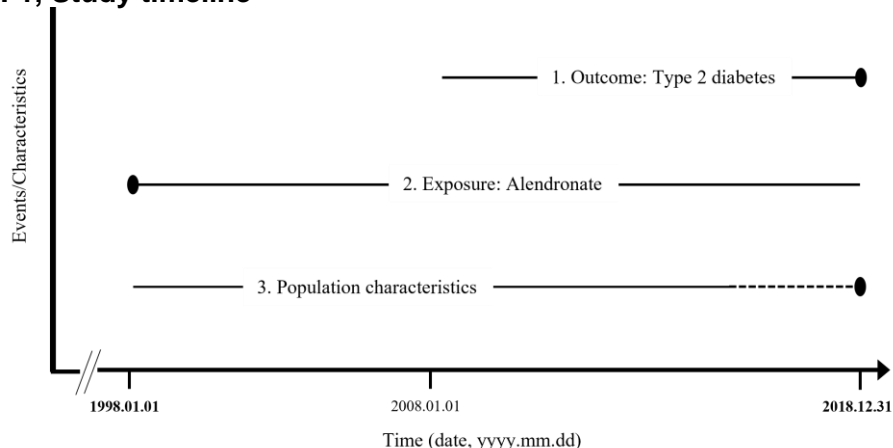 Study timeline
Events/Characteristics
1. Outcome: Type 2 diabetes
2. Exposure: Alendronate
3. Population characteristics
1998.01.01
2008.01.01
2018.12.31
Time (date, yyyy.mm.dd)